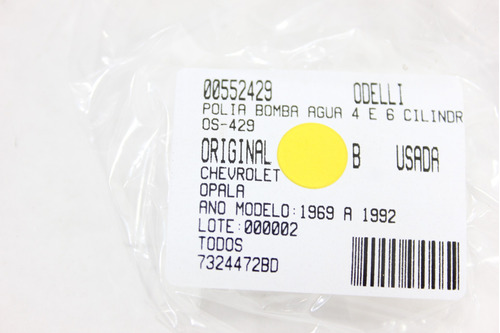 00552429 ODELLI
POLIA BOMBA AGUA 4 E 6 CILINDR
OS-429
ORIGINAL B USADA
CHEVROLET
OPALA
ANO MODELO:1969 A 1992
LOTE:000002
TODOS
7324472BD